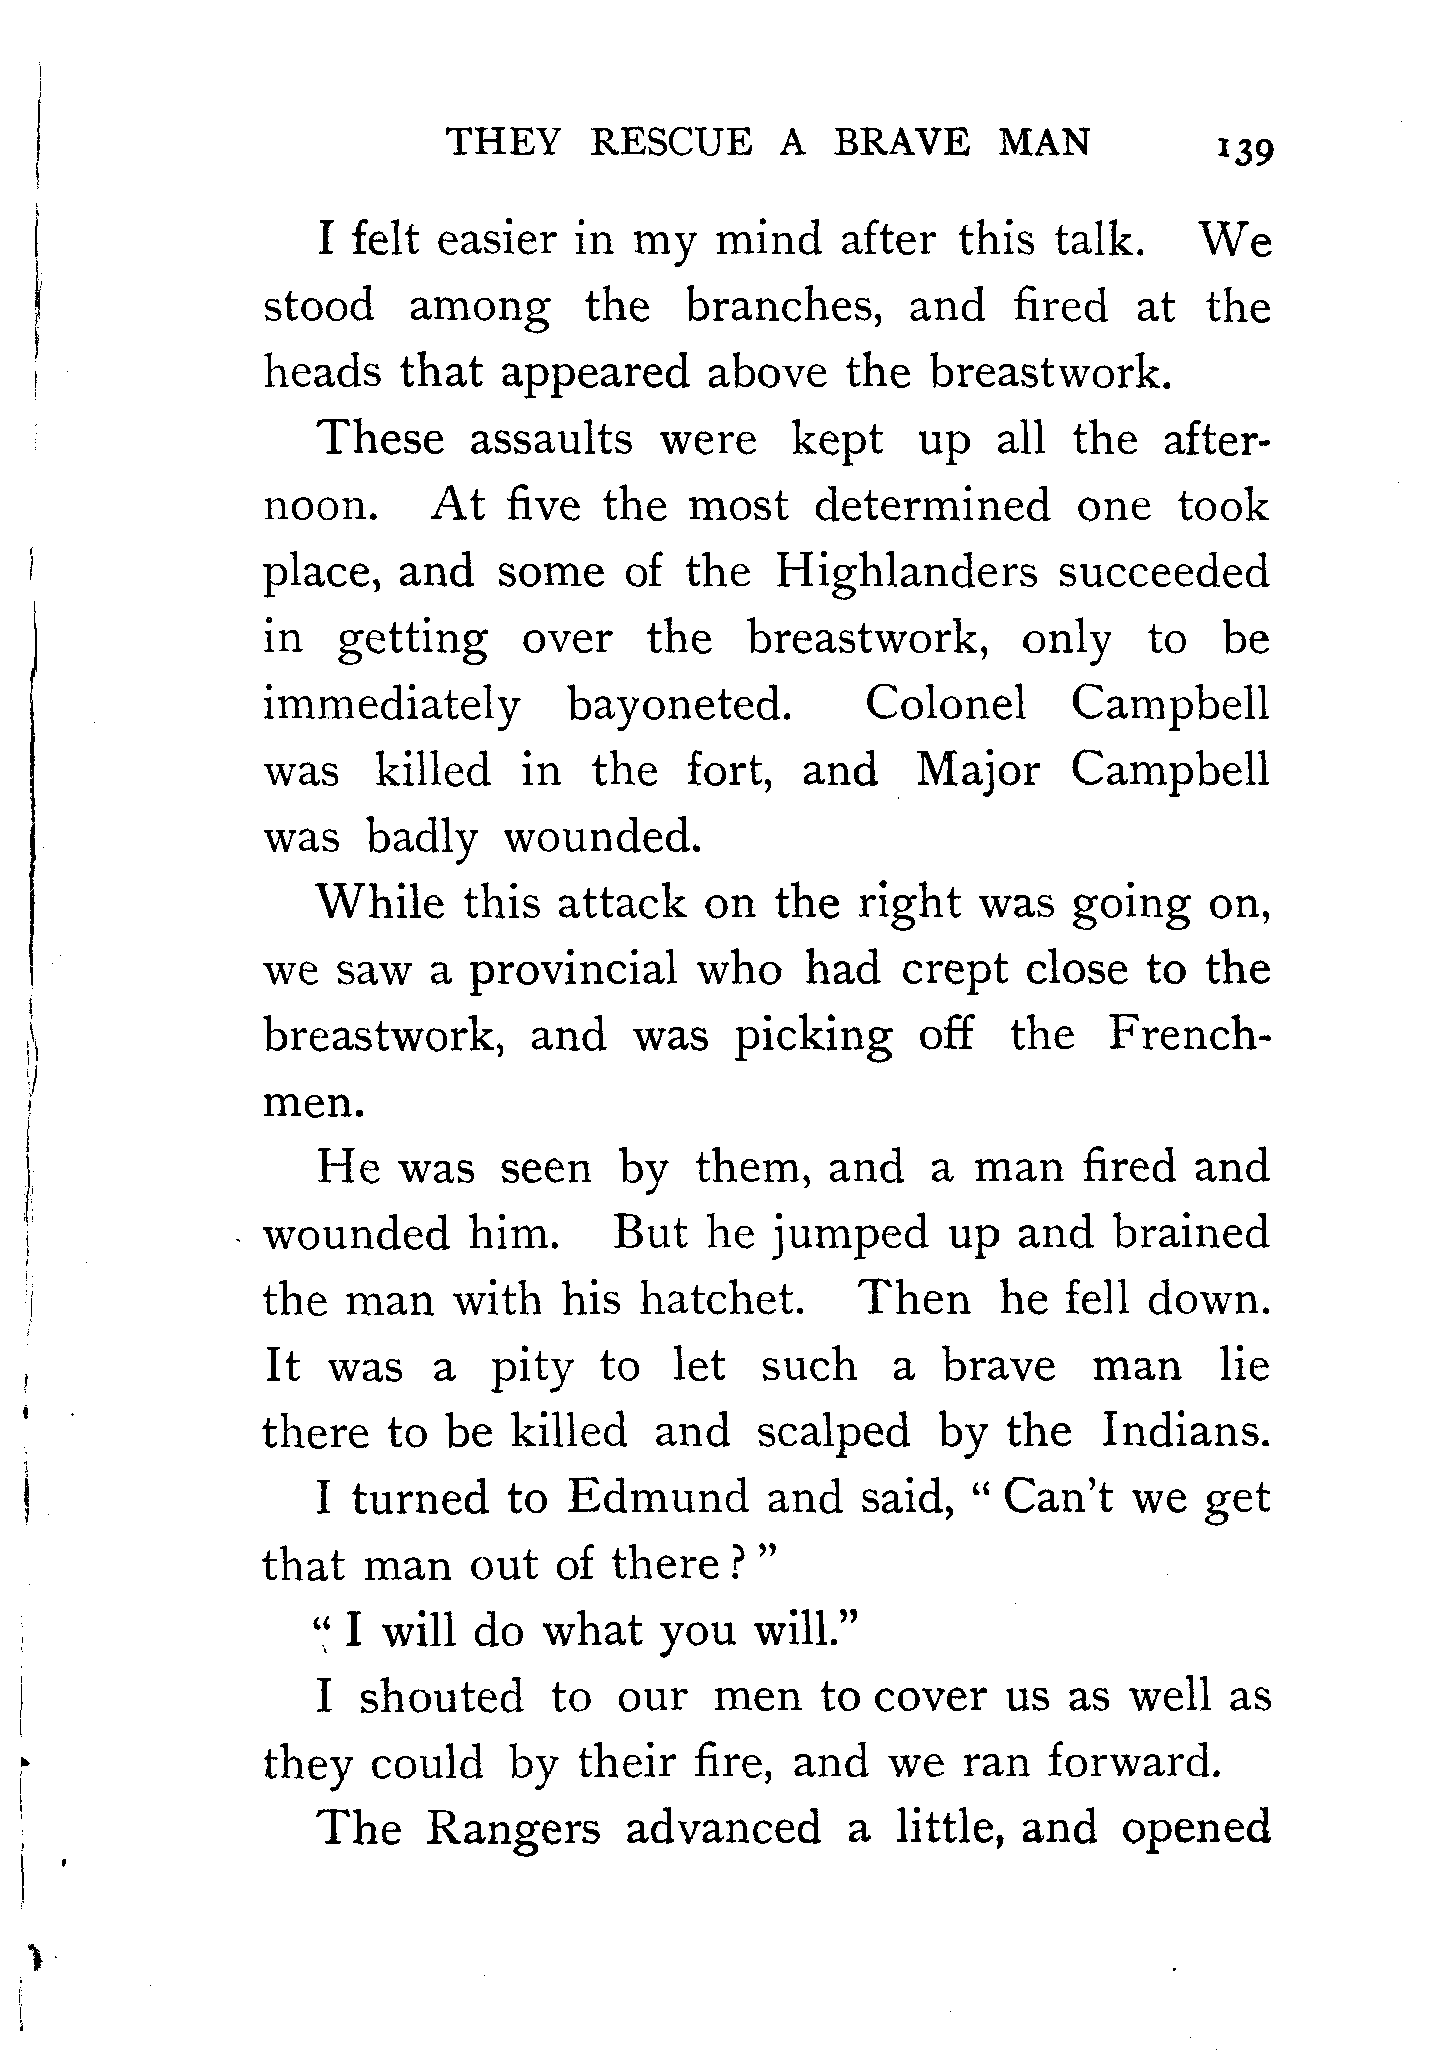 THEY RESCUE A BRAVE MAN 139
I felt easier in my mind after this talk. We
stood among the branches, and fired at the
heads that appeared above the breastwork.
These assaults were kept up all the after-
noon. At five the most determined one took
place, and some of the Highlanders succeeded
in getting over the breastwork, only to be
immediately bayoneted. Colonel Campbell
was killed in the fort, and Major Campbell
was badly wounded.
While this attack on the right was going on,
we saw a provincial who had crept close to the
breastwork, and was picking off the French-
men.
He was seen by them, and a man fired and
wounded him. But he jumped up and brained
the man with his hatchet. Then he fell down.
It was a pity to let such a brave man lie
there to be killed and scalped by the Indians.
I turned to Edmund and said, “ Can't we get
that man out of there ? ”
“ I will do what you will.”
I shouted to our men to cover us as well as
they could by their fire, and we ran forward.
The Rangers advanced a little, and opened